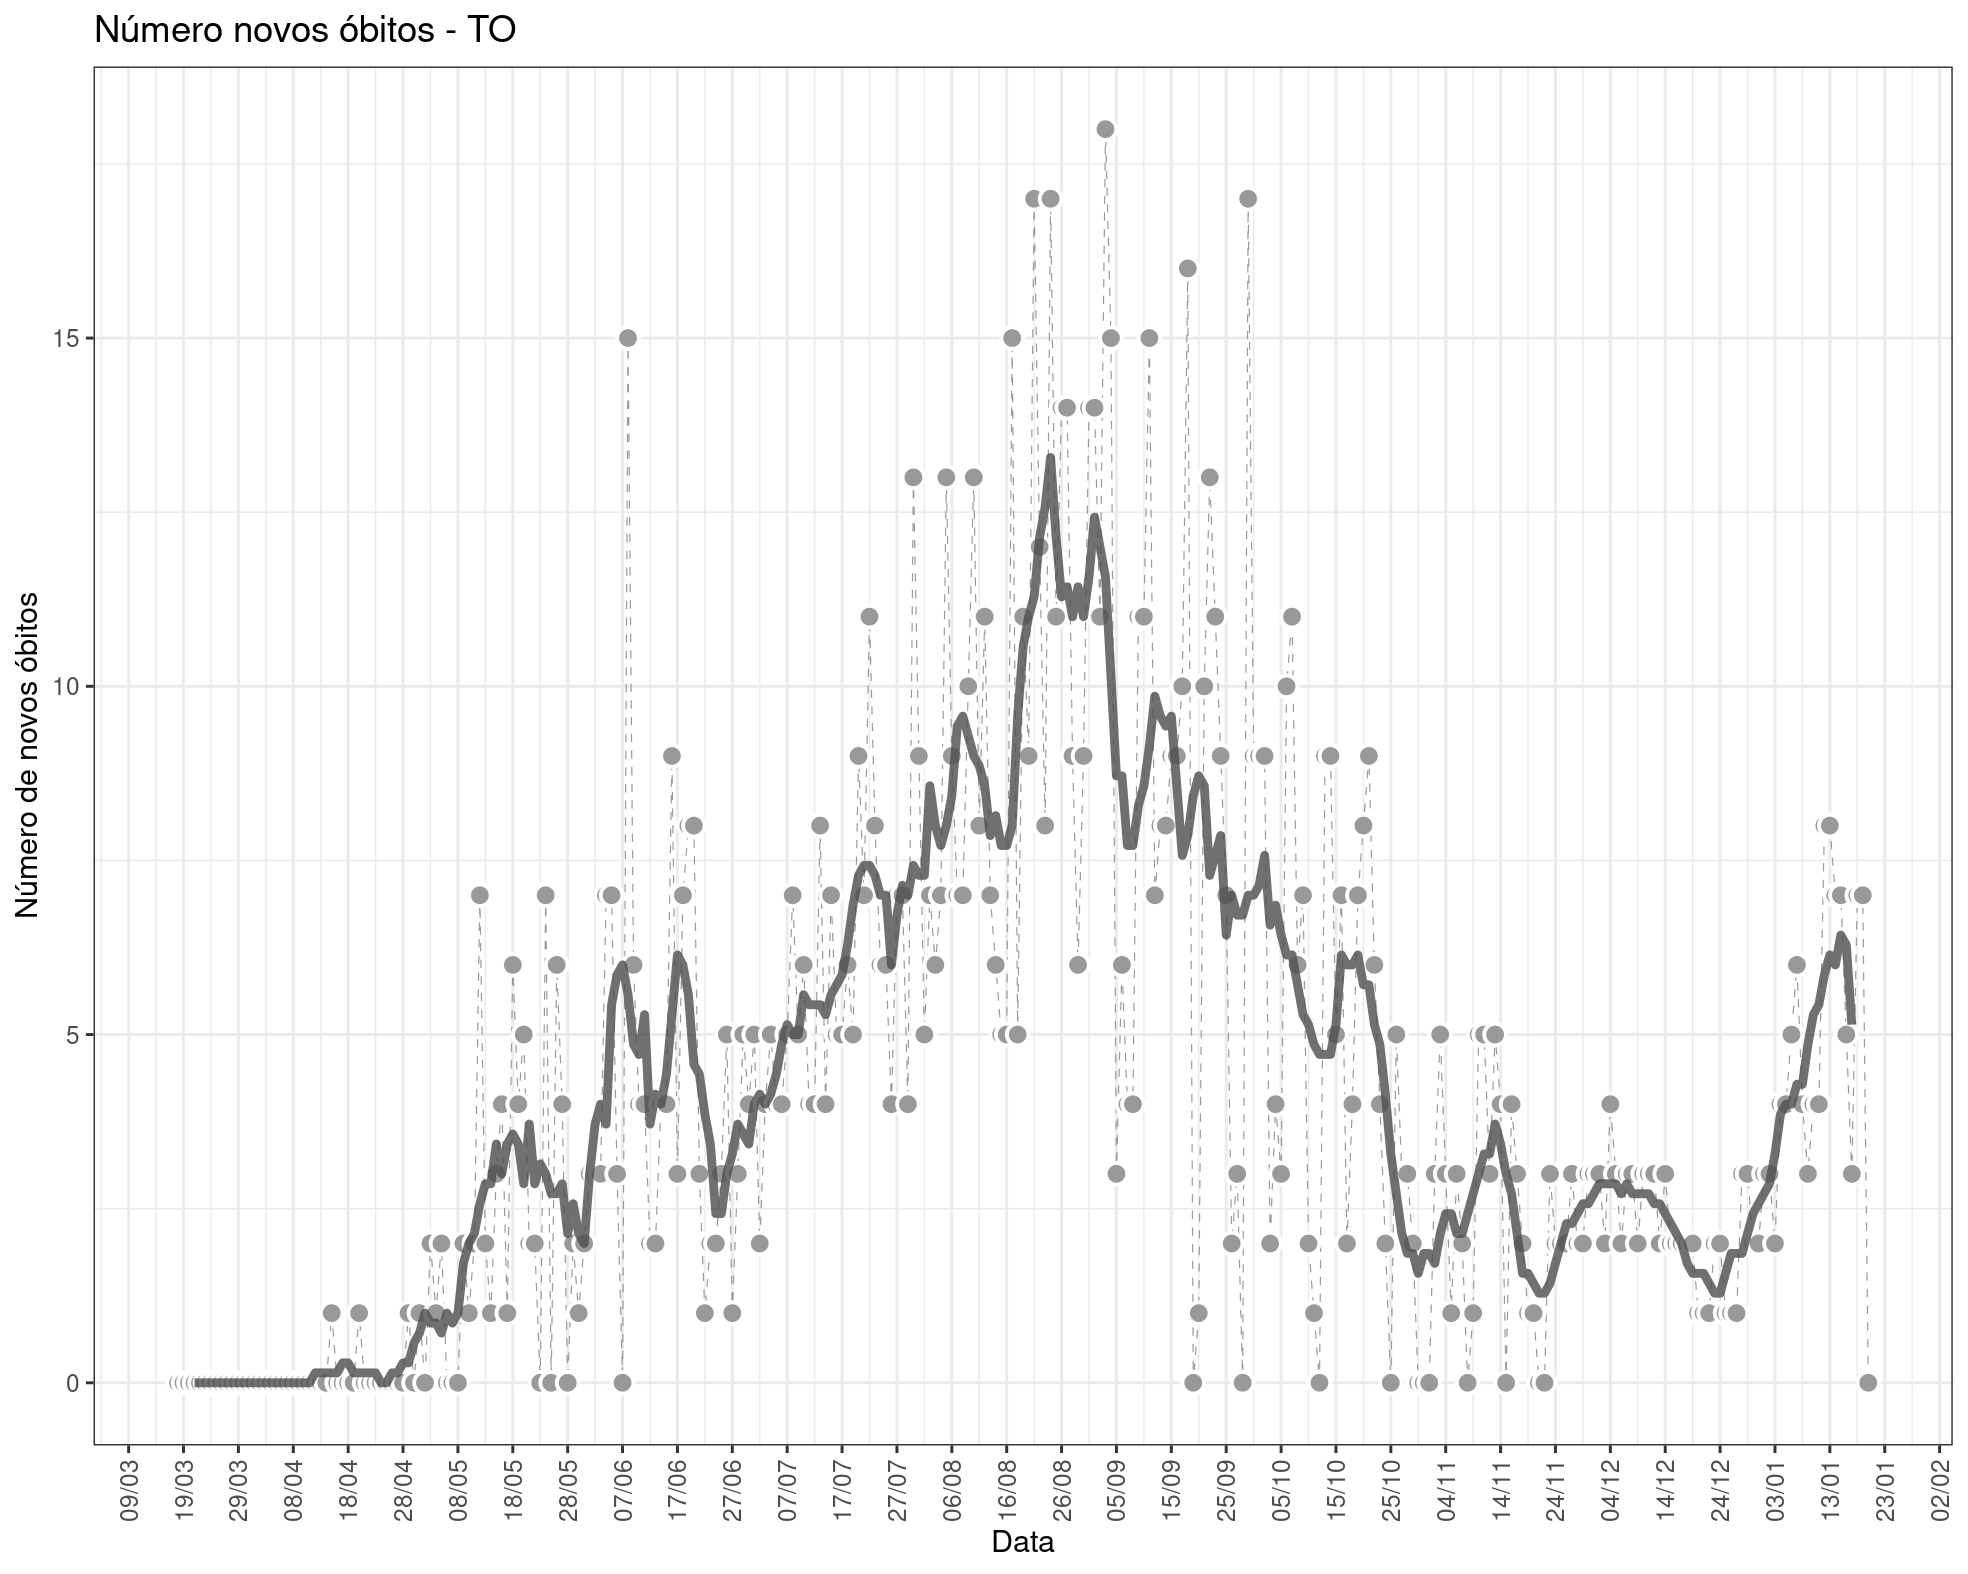 Número novos óbitos - TO
Número de novos óbitos
15
10
5
0
09/03 19/03 29/03 08/04 18/04 28/04 08/05 18/05 28/05 07/06 17/06 27/06 07/07 17/07 27/07 06/08 16/08 26/08 05/09 15/09 25/09 05/10 15/10 25/10 04/11 14/11 24/11 04/12 14/12 24/12 03/01 13/01 23/01 02/02
Data